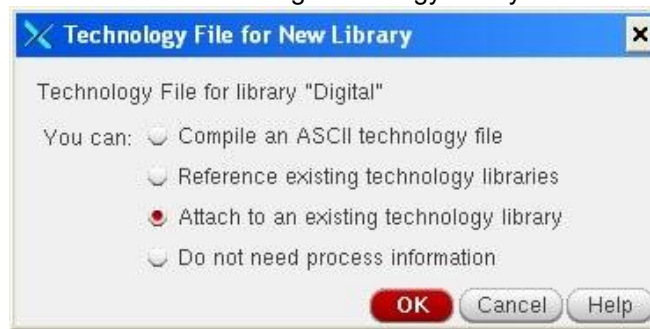 Technology File for New Library
Technology File for library "Digital"
You can: Compile an ASCII technology file
Reference existing technology libraries
Attach to an existing technology library
Do not need process information
OK Cancel Help